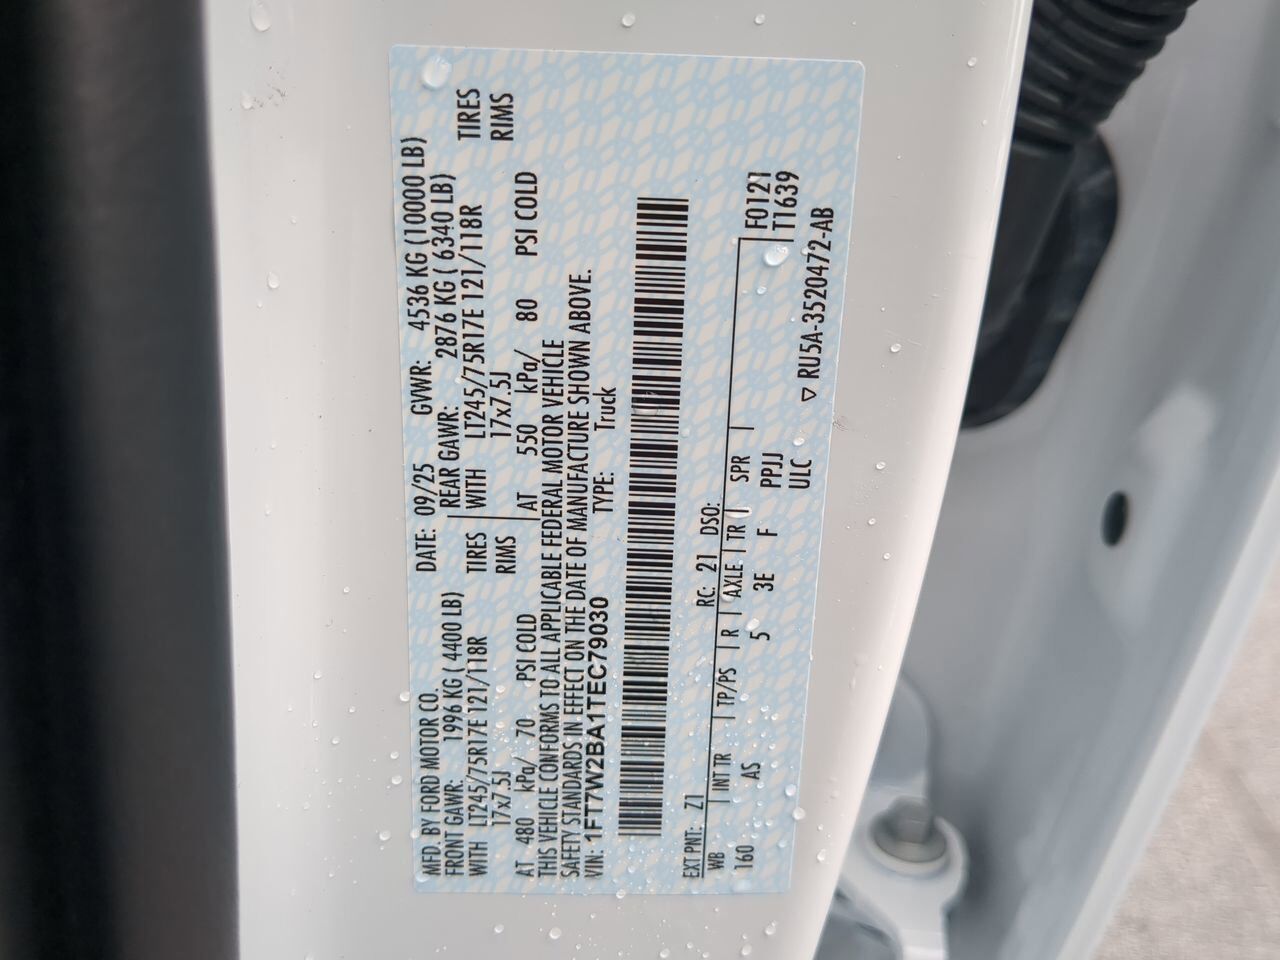 MFD. BY FORD MOTOR CO. DATE: 09/25 GVWR: 4536 KG (10000 LB)
FRONT GAWR: 1996 KG ( 4400 LB) REAR GAWR: 2876 KG ( 6340 LB)
WITH LT245/75R17E 121/118R TIRES WITH LT245/75R17E 121/118R TIRES
17x7.5J RIMS 17x7.5J RIMS
AT 480 kPa/ 70 PSI COLD AT 550 kPa/ 80 PSI COLD
THIS VEHICLE CONFORMS TO ALL APPLICABLE FEDERAL MOTOR VEHICLE
SAFETY STANDARDS IN EFFECT ON THE DATE OF MANUFACTURE SHOWN ABOVE.
VIN: 1FT7W2BA1TEC79030 TYPE: Truck
EXT PNT: Z1 RC: 21 DSO: F0121
WB INT TR TP/PS R AXLE TR SPR T1639
160 AS 5 3E F PPJJ
ULC
▽ RU5A-3520472-AB